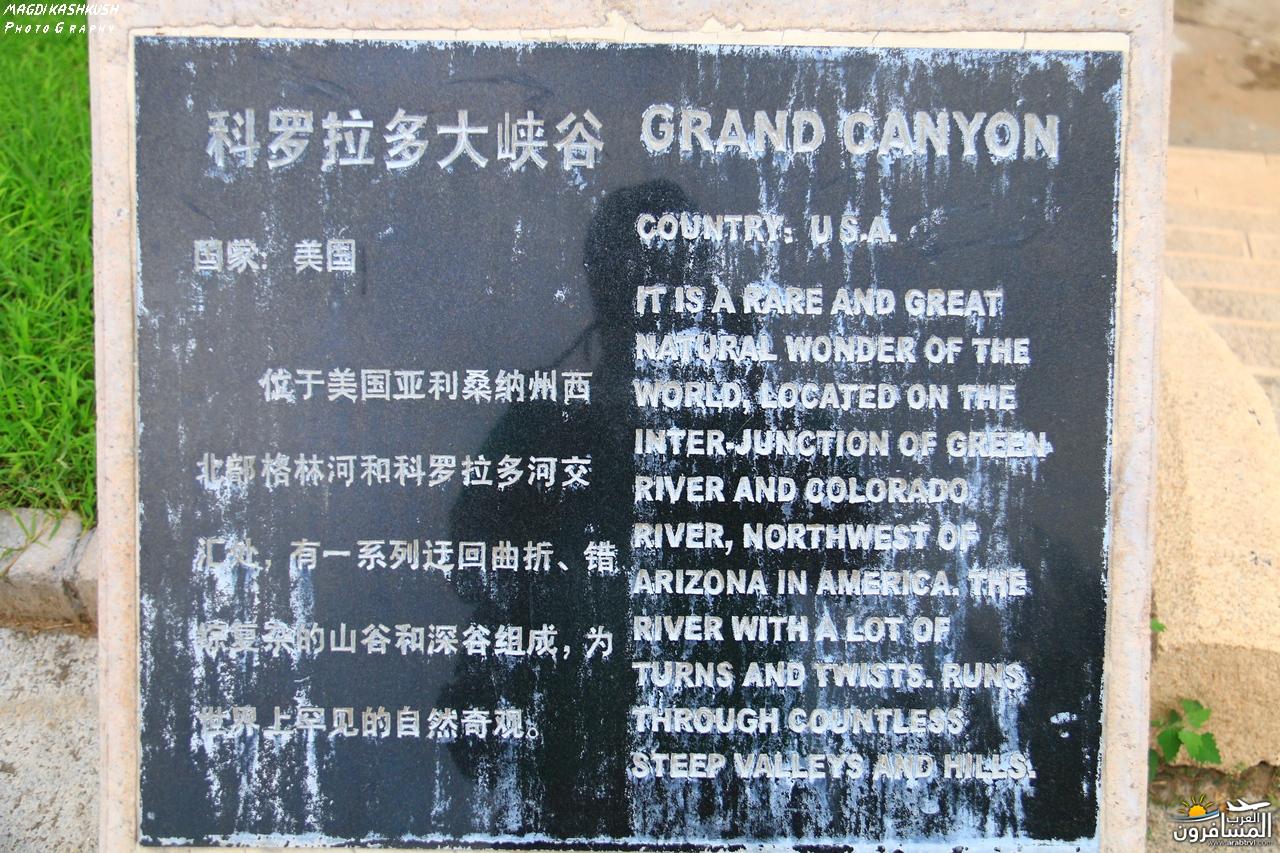 MAGDI KASHKUSH
PHOTOGRAPHY
科罗拉多大峡谷
国家：美国
位于美国亚利桑纳州西
北部格林河和科罗拉多河交
汇处，有一系列迂回曲折、错
综复杂的山谷和深谷组成，为
世界上罕见的自然奇观。
GRAND CANYON
COUNTRY: U.S.A.
IT IS A RARE AND GREAT
NATURAL WONDER OF THE
WORLD, LOCATED ON THE
INTER-JUNCTION OF GREEN
RIVER AND COLORADO
RIVER, NORTHWEST OF
ARIZONA IN AMERICA. THE
RIVER WITH A LOT OF
TURNS AND TWISTS. RUNS
THROUGH COUNTLESS
STEEP VALLEYS AND HILLS.
العرب
المسافرون
www.arabtrvl.com